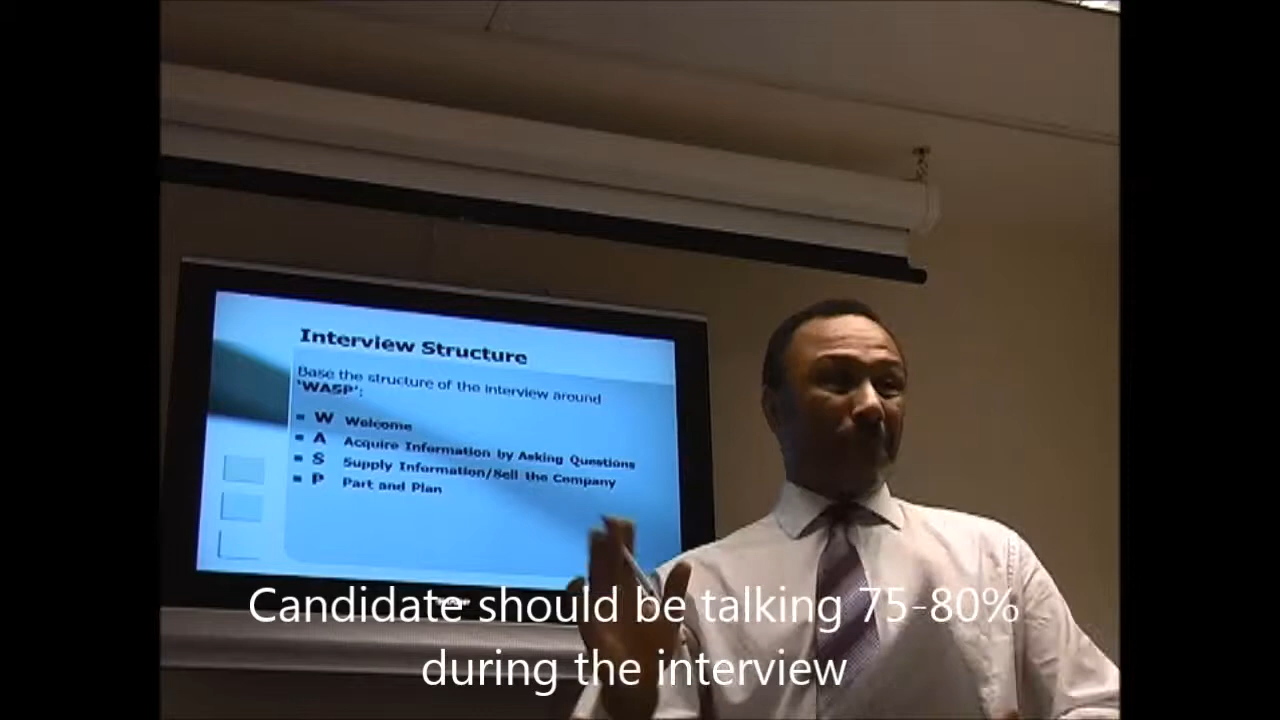 Interview Structure
Base the structure of the interview around
'WASP':
W Welcome
A Acquire Information by Asking Questions
S Supply Information/Sell the Company
P Part and Plan
Candidate should be talking 75-80%
during the interview